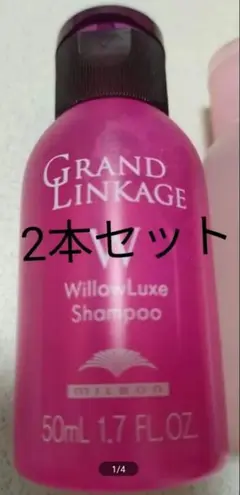 GRAND
LINKAGE
2本セット
W
WillowLuxe
Shampoo
milbon
50mL 1.7 FL.OZ.
1/4